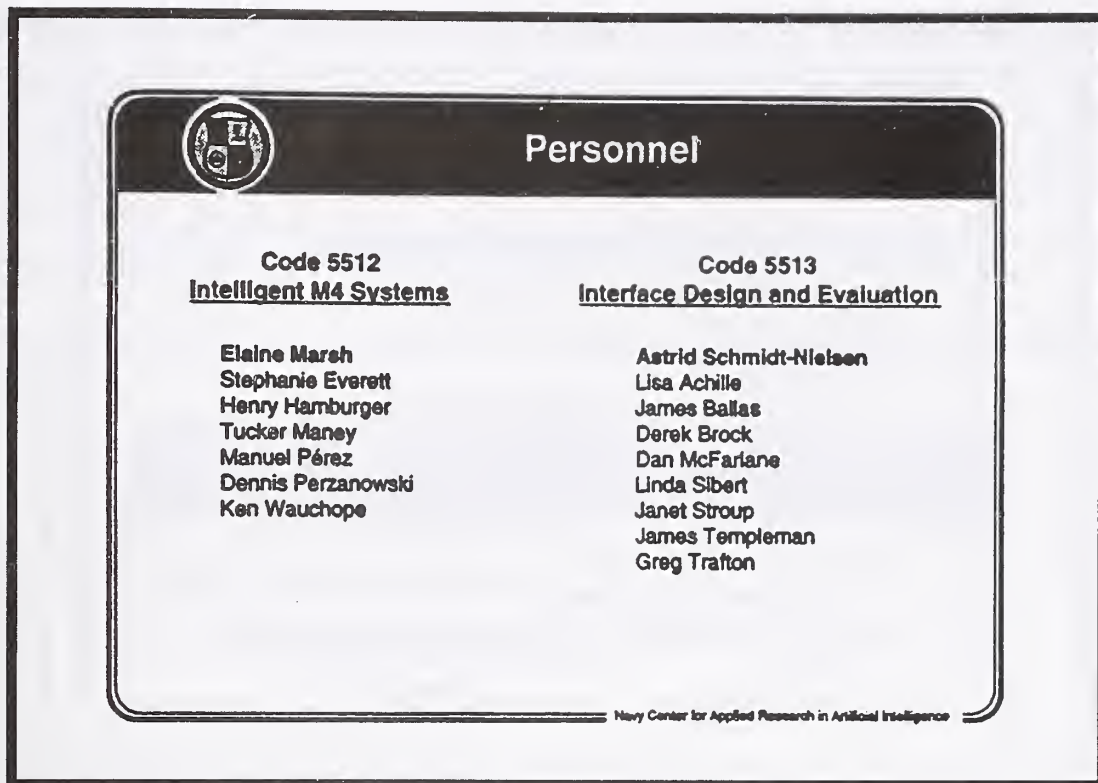 Personnel
Code 5512
Intelligent M4 Systems
Elaine Marsh
Stephanie Everett
Henry Hamburger
Tucker Maney
Manuel Pérez
Dennis Perzanowski
Ken Wauchope
Code 5513
Interface Design and Evaluation
Astrid Schmidt-Nielsen
Lisa Achille
James Ballas
Derek Brock
Dan McFarlane
Linda Sibert
Janet Stroup
James Templeman
Greg Trafton
Navy Center for Applied Research in Artificial Intelligence